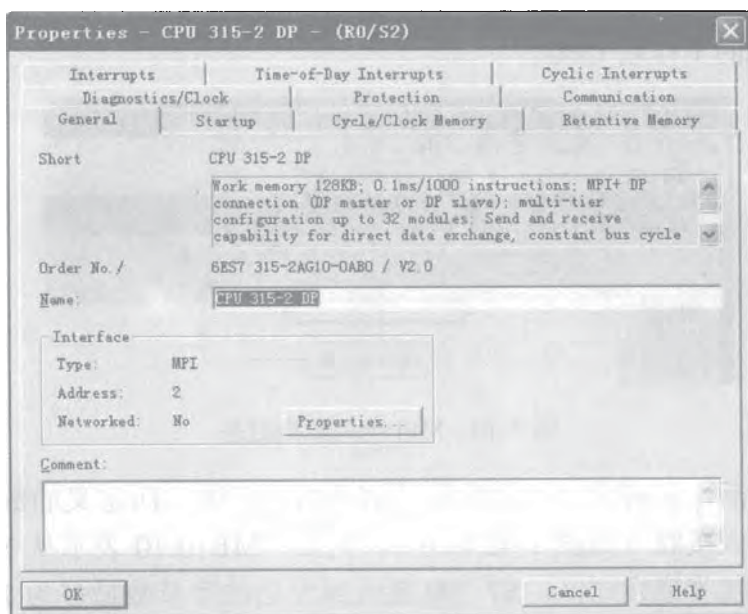 Properties - CPU 315-2 DP - (R0/S2)
Interrupts Time-of-Day Interrupts Cyclic Interrupts
Diagnostics/Clock Protection Communication
General Startup Cycle/Clock Memory Retentive Memory
Short CPU 315-2 DP
Work memory 128KB; 0.1ms/1000 instructions; MPI+ DP
connection (DP master or DP slave); multi-tier
configuration up to 32 modules; Send and receive
capability for direct data exchange, constant bus cycle
Order No./ 6ES7 315-2AG10-0AB0 / V2.0
Name: CPU 315-2 DP
Interface
Type: MPI
Address: 2
Networked: No Properties...
Comment:
OK Cancel Help